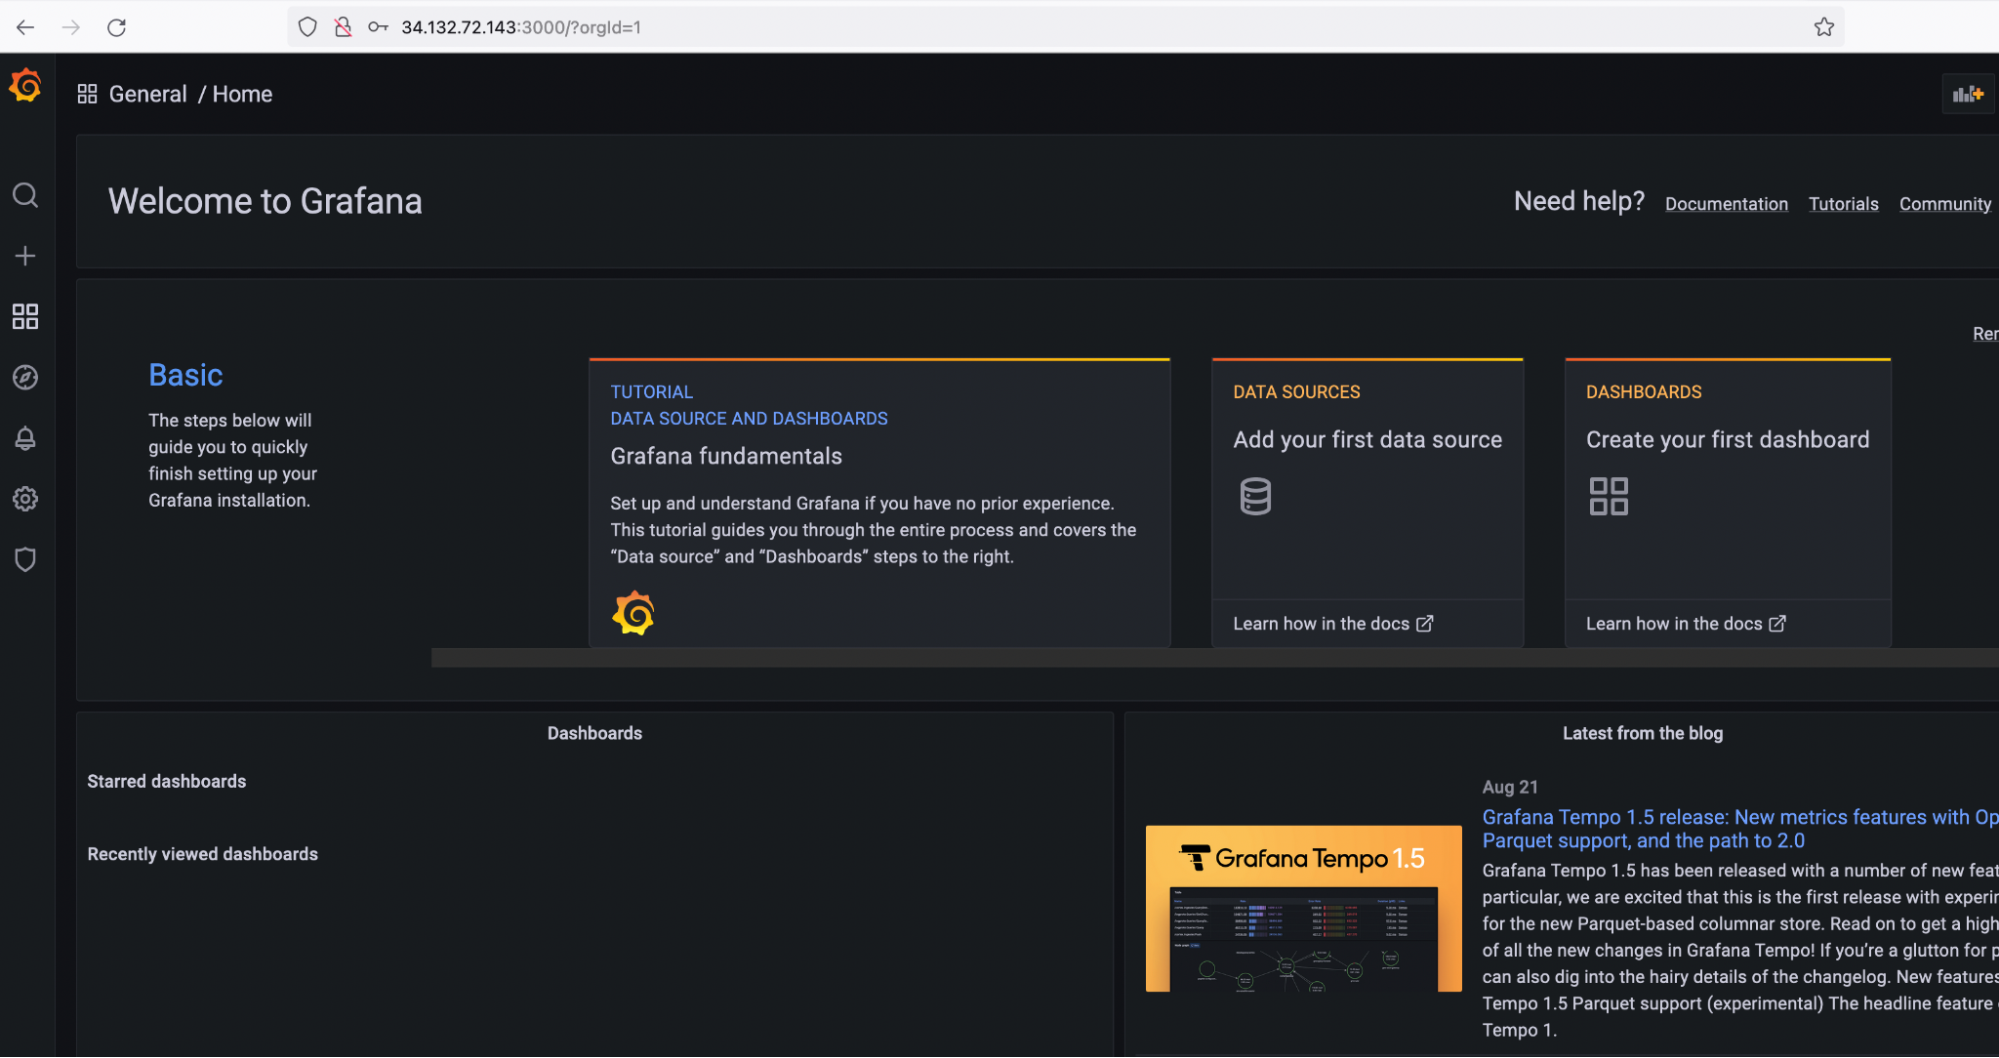 34.132.72.143:3000/?orgId=1
General / Home
Welcome to Grafana
Need help? Documentation Tutorials Community
Basic
The steps below will
guide you to quickly
finish setting up your
Grafana installation.
TUTORIAL
DATA SOURCE AND DASHBOARDS
Grafana fundamentals
Set up and understand Grafana if you have no prior experience.
This tutorial guides you through the entire process and covers the
“Data source” and “Dashboards” steps to the right.
DATA SOURCES
Add your first data source
Learn how in the docs
DASHBOARDS
Create your first dashboard
Learn how in the docs
Rer
Dashboards
Starred dashboards
Recently viewed dashboards
Latest from the blog
Aug 21
Grafana Tempo 1.5 release: New metrics features with Op
Parquet support, and the path to 2.0
Grafana Tempo 1.5
Grafana Tempo 1.5 has been released with a number of new feat
particular, we are excited that this is the first release with experir
for the new Parquet-based columnar store. Read on to get a high
of all the new changes in Grafana Tempo! If you’re a glutton for p
can also dig into the hairy details of the changelog. New features
Tempo 1.5 Parquet support (experimental) The headline feature
Tempo 1.